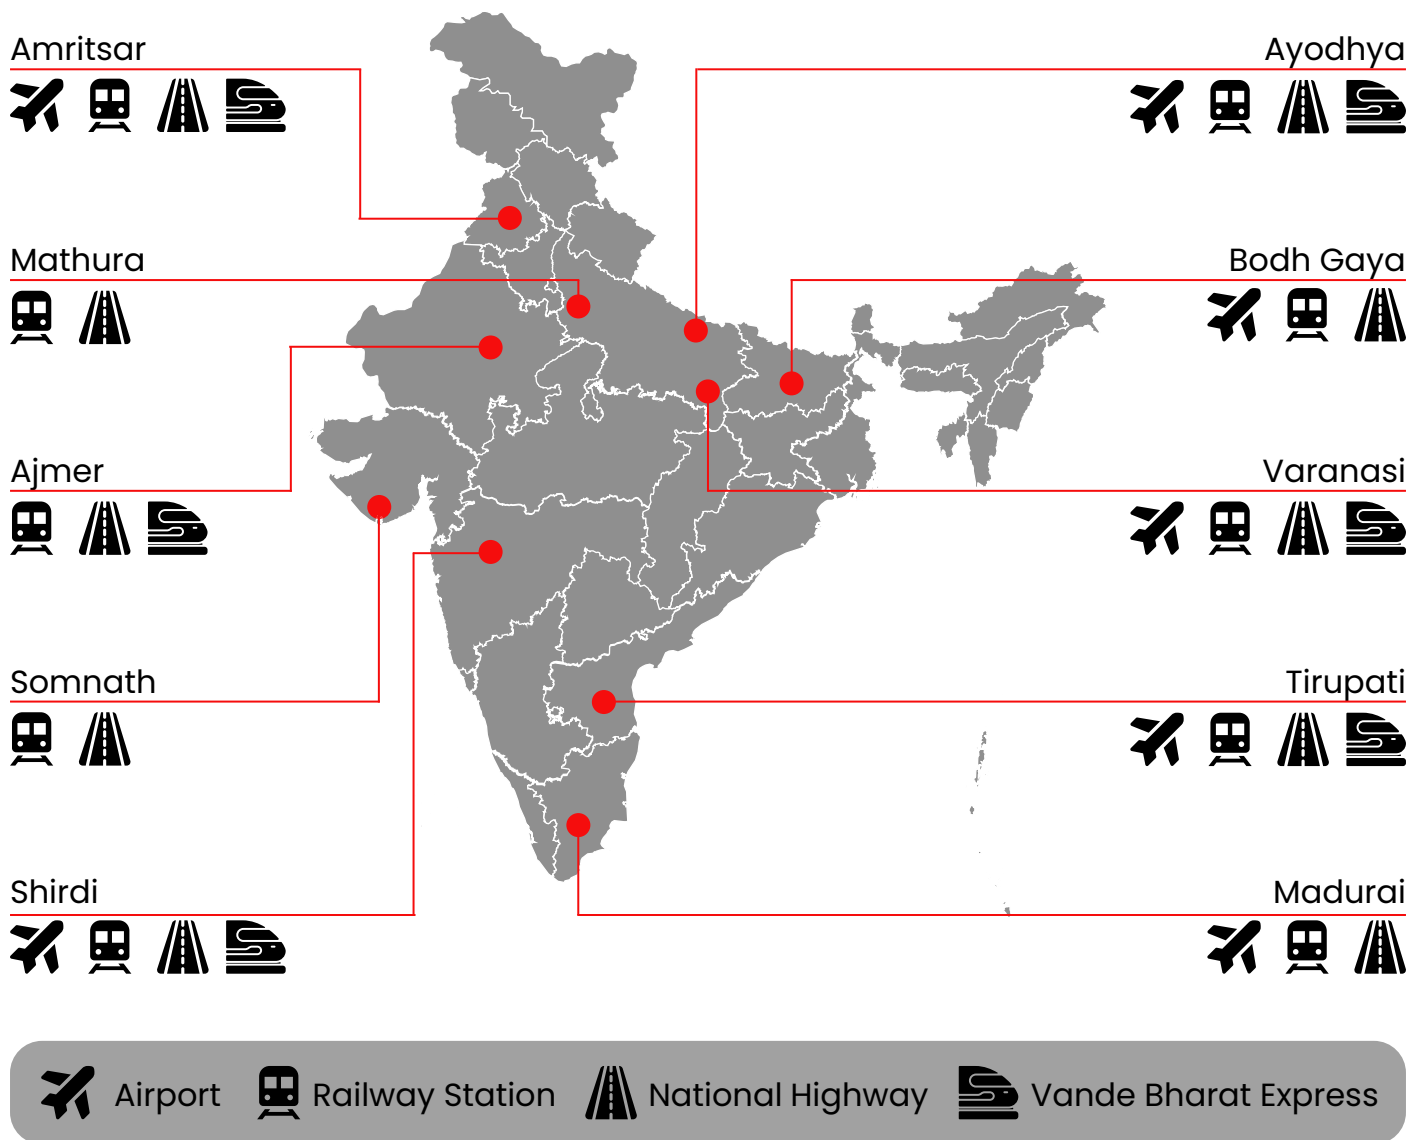 Amritsar
Ayodhya
Mathura
Bodh Gaya
Ajmer
Varanasi
Somnath
Tirupati
Shirdi
Madurai
Airport
Railway Station
National Highway
Vande Bharat Express